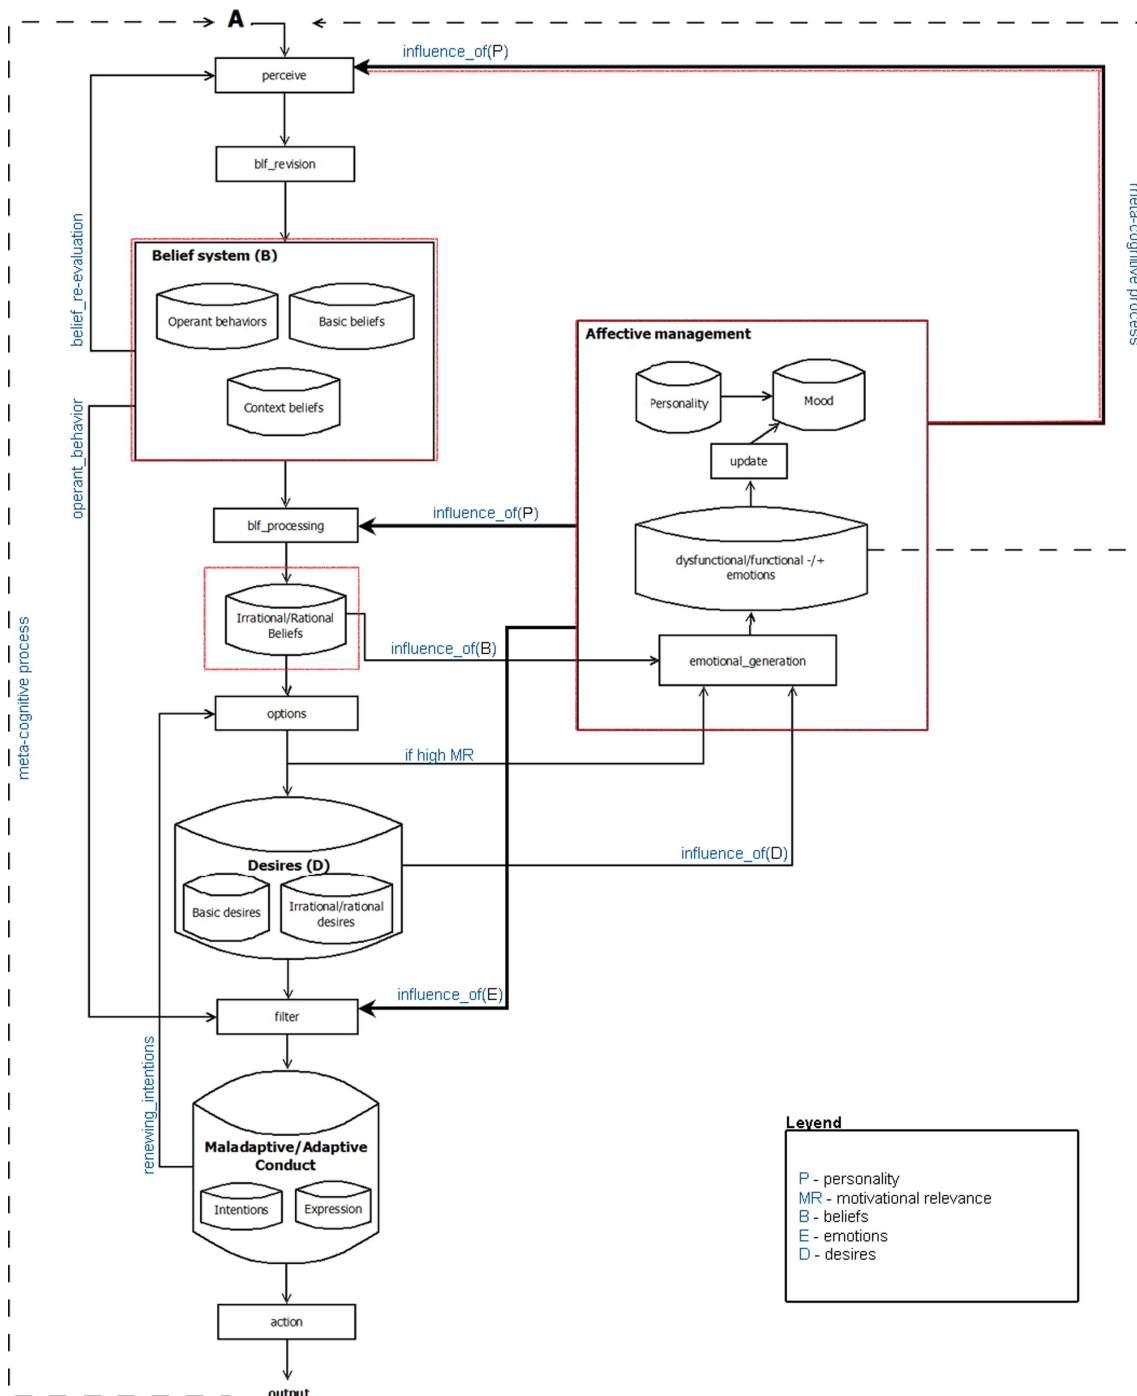 A
influence_of(P)
perceive
blf_revision
meta-cognitive process
belief_re-evaluation
Belief system (B)
Operant behaviors
Basic beliefs
Context beliefs
Affective management
Personality
Mood
update
operant_behavior
blf_processing
influence_of(P)
dysfunctional/functional -/+
emotions
Irrational/Rational
Beliefs
influence_of(B)
emotional_generation
meta-cognitive process
options
if high MR
Desires (D)
influence_of(D)
Basic desires
Irrational/rational
desires
influence_of(E)
filter
renewing_intentions
Maladaptive/Adaptive
Conduct
Intentions
Expression
action
output
Leyend
P - personality
MR - motivational relevance
B - beliefs
E - emotions
D - desires